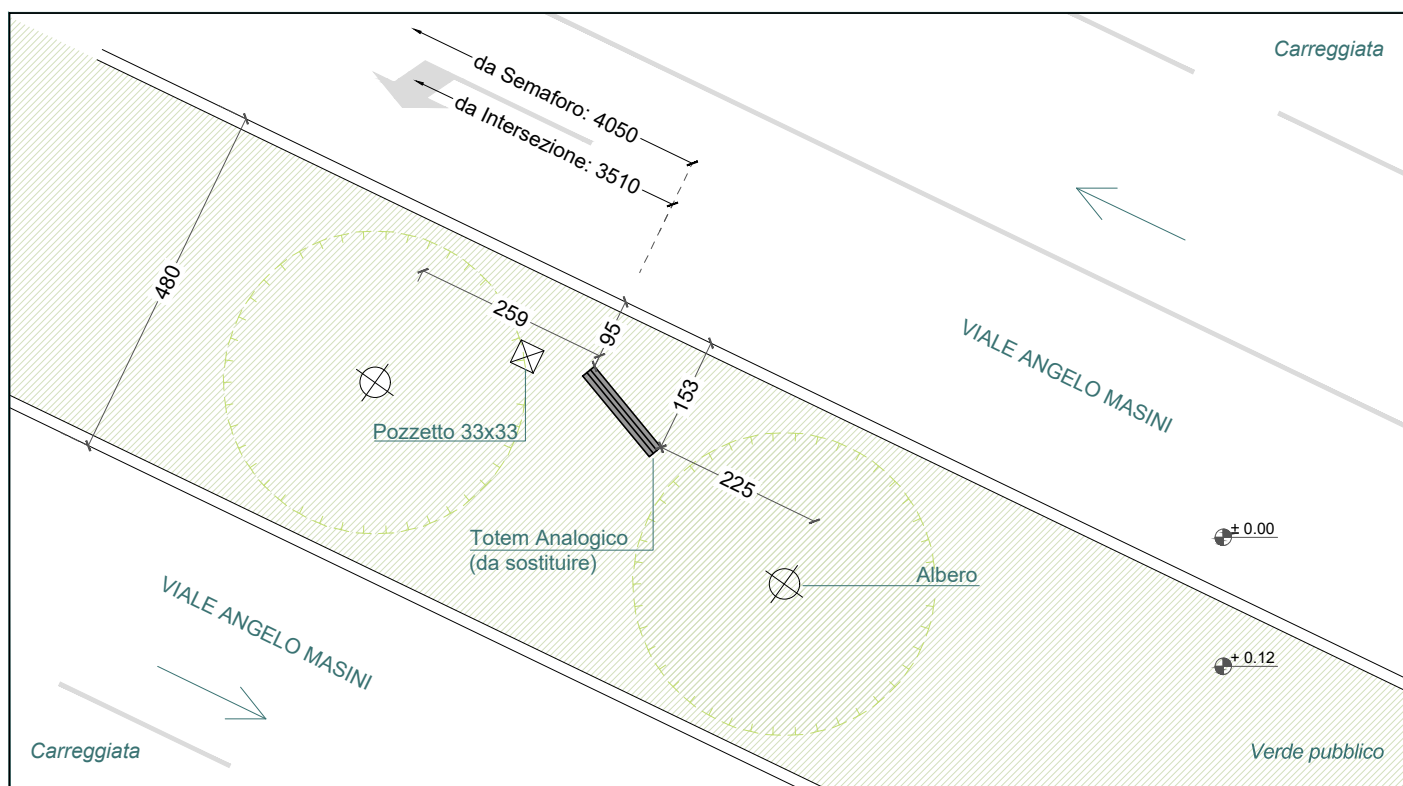 Carreggiata
da Semaforo: 4050
da Intersezione: 3510
480
259
95
153
VIALE ANGELO MASINI
Pozzetto 33x33
225
Totem Analogico
(da sostituire)
± 0.00
Albero
VIALE ANGELO MASINI
+ 0.12
Carreggiata
Verde pubblico